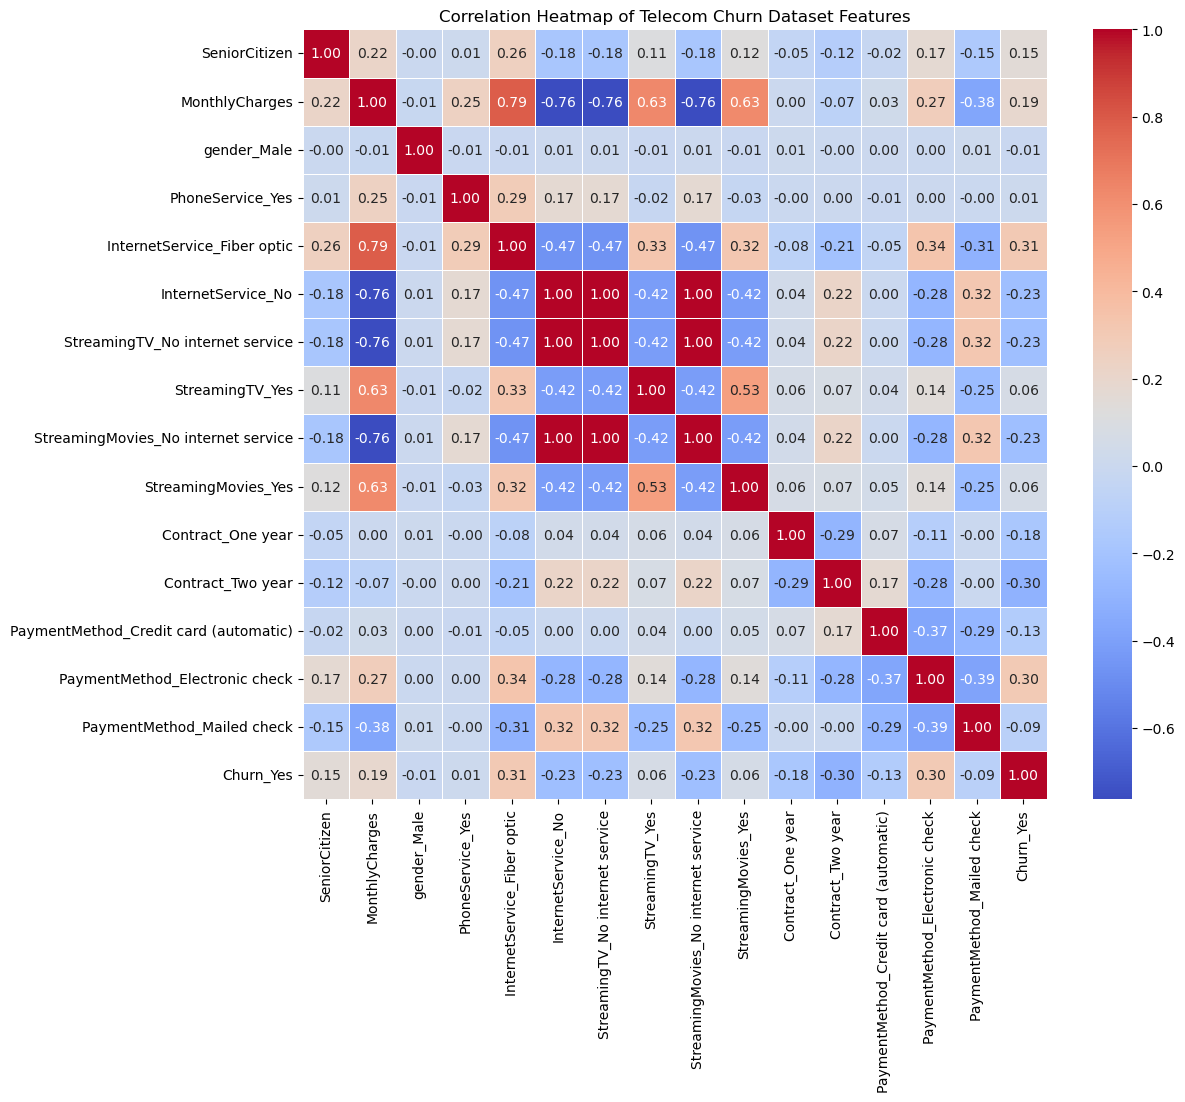 Correlation Heatmap of Telecom Churn Dataset Features
SeniorCitizen 1.00 0.22 -0.00 0.01 0.26 -0.18 -0.18 0.11 -0.18 0.12 -0.05 -0.12 -0.02 0.17 -0.15 0.15
MonthlyCharges 0.22 1.00 -0.01 0.25 0.79 -0.76 -0.76 0.63 -0.76 0.63 0.00 -0.07 0.03 0.27 -0.38 0.19
gender_Male -0.00 -0.01 1.00 -0.01 -0.01 0.01 0.01 -0.01 0.01 -0.01 0.01 -0.00 0.00 0.00 0.01 -0.01
PhoneService_Yes 0.01 0.25 -0.01 1.00 0.29 0.17 0.17 -0.02 0.17 -0.03 -0.00 0.00 -0.01 0.00 -0.00 0.01
InternetService_Fiber optic 0.26 0.79 -0.01 0.29 1.00 -0.47 -0.47 0.33 -0.47 0.32 -0.08 -0.21 -0.05 0.34 -0.31 0.31
InternetService_No -0.18 -0.76 0.01 0.17 -0.47 1.00 1.00 -0.42 1.00 -0.42 0.04 0.22 0.00 -0.28 0.32 -0.23
StreamingTV_No internet service -0.18 -0.76 0.01 0.17 -0.47 1.00 1.00 -0.42 1.00 -0.42 0.04 0.22 0.00 -0.28 0.32 -0.23
StreamingTV_Yes 0.11 0.63 -0.01 -0.02 0.33 -0.42 -0.42 1.00 -0.42 0.53 0.06 0.07 0.04 0.14 -0.25 0.06
StreamingMovies_No internet service -0.18 -0.76 0.01 0.17 -0.47 1.00 1.00 -0.42 1.00 -0.42 0.04 0.22 0.00 -0.28 0.32 -0.23
StreamingMovies_Yes 0.12 0.63 -0.01 -0.03 0.32 -0.42 -0.42 0.53 -0.42 1.00 0.06 0.07 0.05 0.14 -0.25 0.06
Contract_One year -0.05 0.00 0.01 -0.00 -0.08 0.04 0.04 0.06 0.04 0.06 1.00 -0.29 0.07 -0.11 -0.00 -0.18
Contract_Two year -0.12 -0.07 -0.00 0.00 -0.21 0.22 0.22 0.07 0.22 0.07 -0.29 1.00 0.17 -0.28 -0.00 -0.30
PaymentMethod_Credit card (automatic) -0.02 0.03 0.00 -0.01 -0.05 0.00 0.00 0.04 0.00 0.05 0.07 0.17 1.00 -0.37 -0.29 -0.13
PaymentMethod_Electronic check 0.17 0.27 0.00 0.00 0.34 -0.28 -0.28 0.14 -0.28 0.14 -0.11 -0.28 -0.37 1.00 -0.39 0.30
PaymentMethod_Mailed check -0.15 -0.38 0.01 -0.00 -0.31 0.32 0.32 -0.25 0.32 -0.25 -0.00 -0.00 -0.29 -0.39 1.00 -0.09
Churn_Yes 0.15 0.19 -0.01 0.01 0.31 -0.23 -0.23 0.06 -0.23 0.06 -0.18 -0.30 -0.13 0.30 -0.09 1.00
SeniorCitizen
MonthlyCharges
gender_Male
PhoneService_Yes
InternetService_Fiber optic
InternetService_No
StreamingTV_No internet service
StreamingTV_Yes
StreamingMovies_No internet service
StreamingMovies_Yes
Contract_One year
Contract_Two year
PaymentMethod_Credit card (automatic)
PaymentMethod_Electronic check
PaymentMethod_Mailed check
Churn_Yes
1.0
0.8
0.6
0.4
0.2
0.0
−0.2
−0.4
−0.6